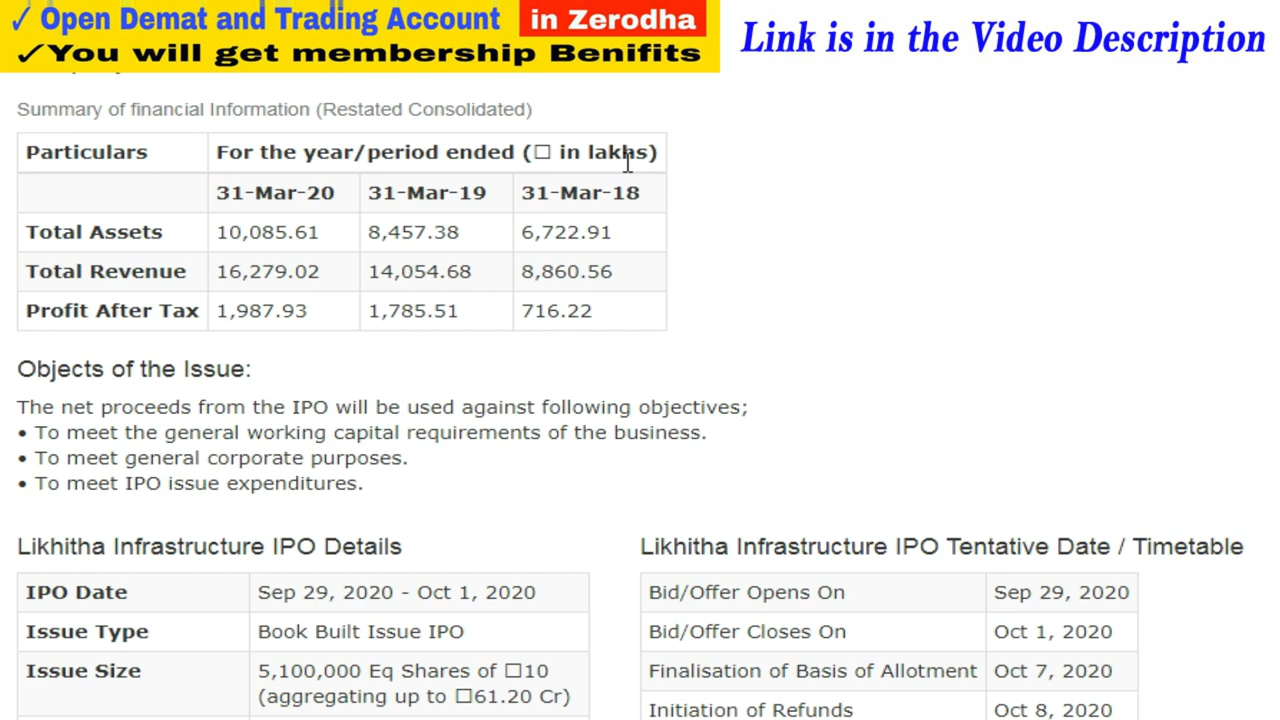 ✓ Open Demat and Trading Account in Zerodha
✓You will get membership Benifits
Link is in the Video Description
Summary of financial Information (Restated Consolidated)
Particulars For the year/period ended (□ in lakhs)
31-Mar-20 31-Mar-19 31-Mar-18
Total Assets 10,085.61 8,457.38 6,722.91
Total Revenue 16,279.02 14,054.68 8,860.56
Profit After Tax 1,987.93 1,785.51 716.22
Objects of the Issue:
The net proceeds from the IPO will be used against following objectives;
• To meet the general working capital requirements of the business.
• To meet general corporate purposes.
• To meet IPO issue expenditures.
Likhitha Infrastructure IPO Details
IPO Date Sep 29, 2020 - Oct 1, 2020
Issue Type Book Built Issue IPO
Issue Size 5,100,000 Eq Shares of □10
(aggregating up to □61.20 Cr)
Likhitha Infrastructure IPO Tentative Date / Timetable
Bid/Offer Opens On Sep 29, 2020
Bid/Offer Closes On Oct 1, 2020
Finalisation of Basis of Allotment Oct 7, 2020
Initiation of Refunds Oct 8, 2020